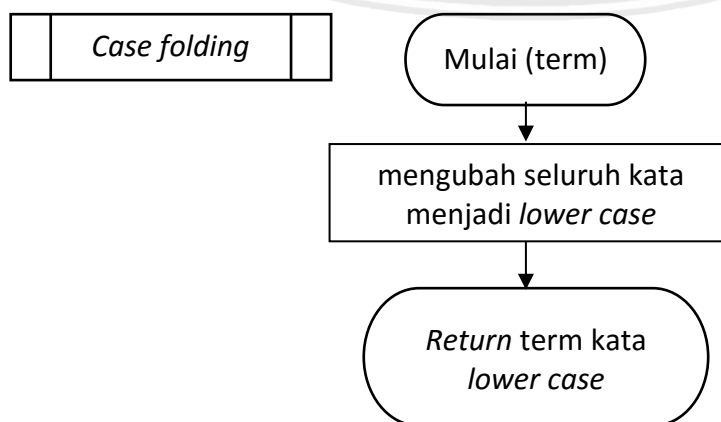 Case folding
Mulai (term)
mengubah seluruh kata
menjadi lower case
Return term kata
lower case